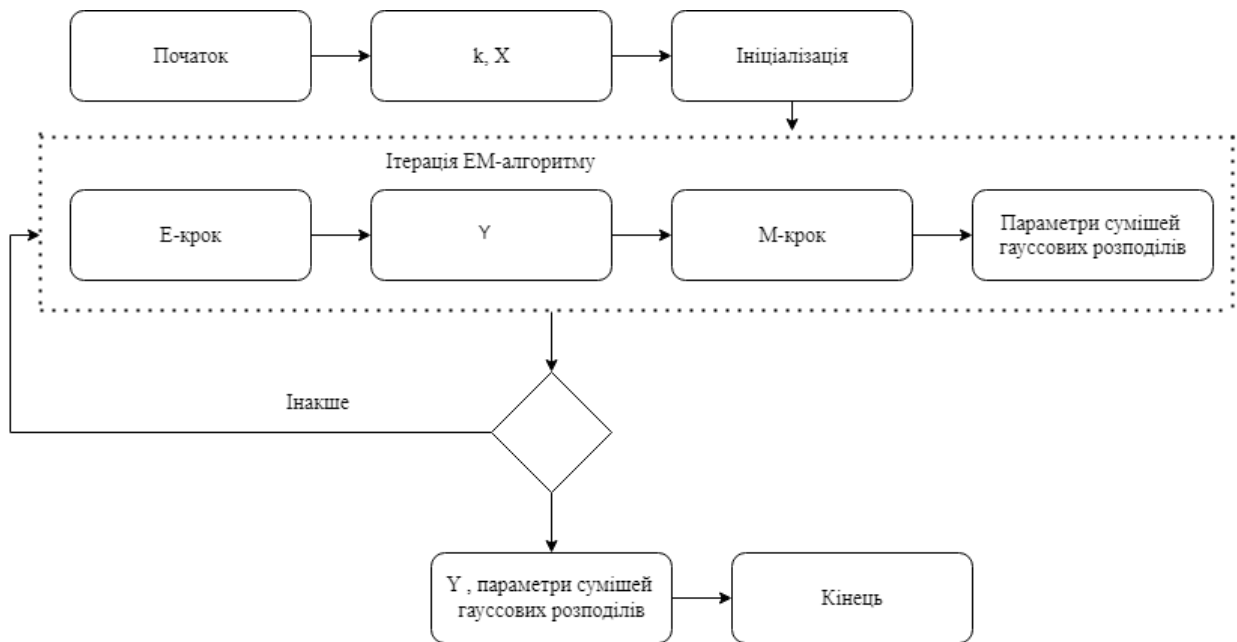 Початок
k, X
Ініціалізація
Ітерація ЕМ-алгоритму
Е-крок
Y
М-крок
Параметри сумішей
гауссових розподілів
Інакше
Y , параметри сумішей
гауссових розподілів
Кінець